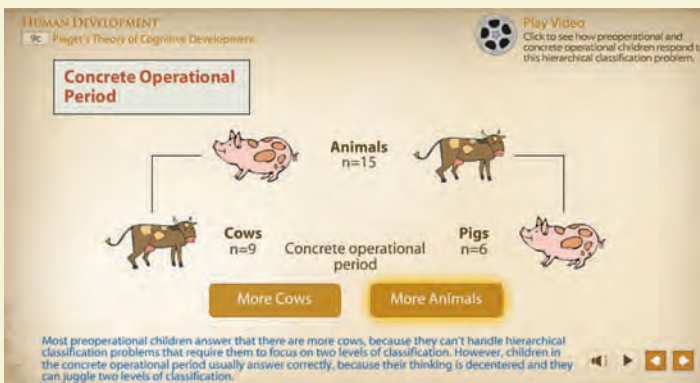 HUMAN DEVELOPMENT
9c Piaget's Theory of Cognitive Development
Play Video
Click to see how preoperational and
concrete operational children respond t
this hierarchical classification problem.
Concrete Operational
Period
Animals
n=15
Cows
n=9
Concrete operational
period
Pigs
n=6
More Cows
More Animals
Most preoperational children answer that there are more cows, because they can't handle hierarchical
classification problems that require them to focus on two levels of classification. However, children in
the concrete operational period usually answer correctly, because their thinking is decentered and they
can juggle two levels of classification.